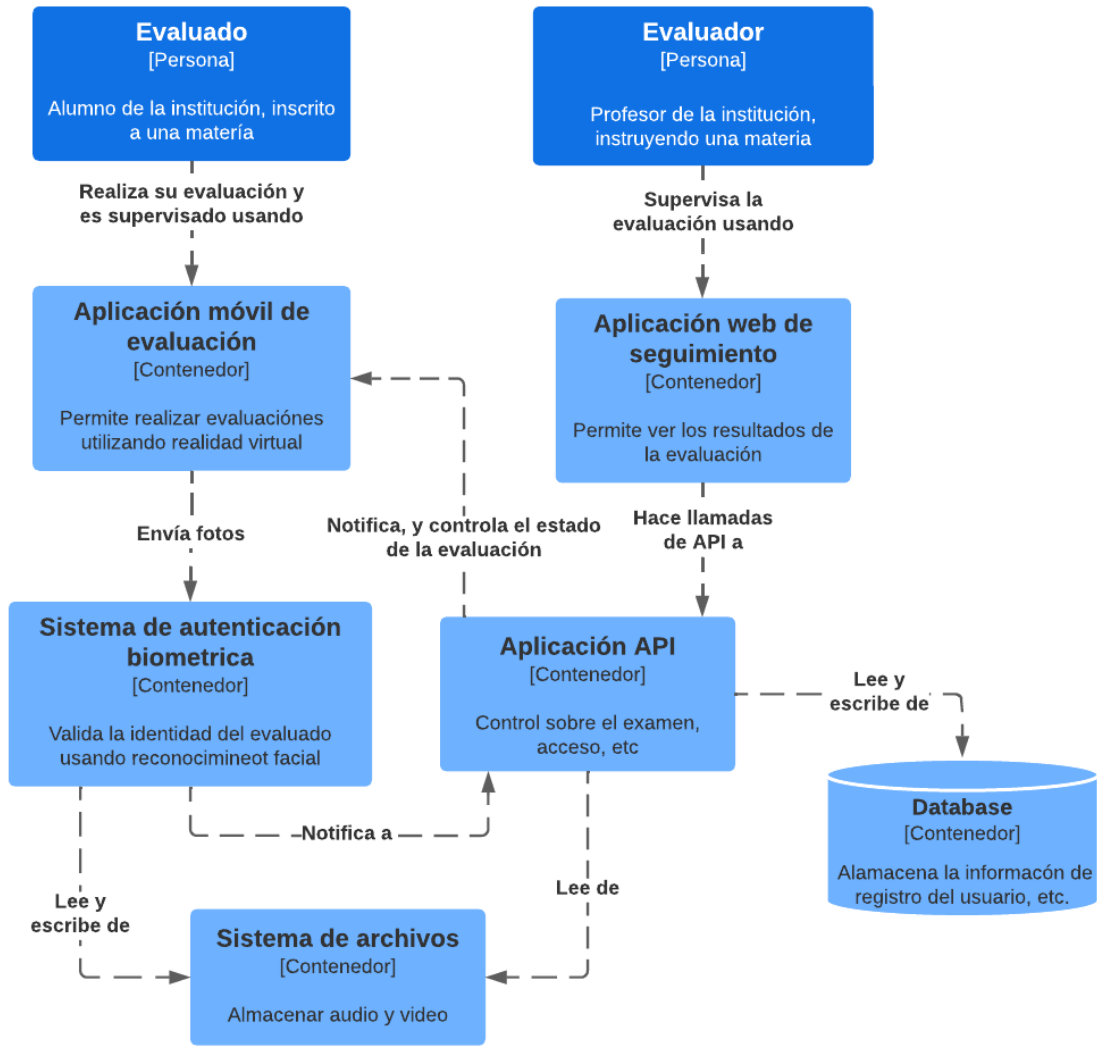 Evaluado
[Persona]
Alumno de la institución, inscrito
a una matería
Evaluador
[Persona]
Profesor de la institución,
instruyendo una materia
Realiza su evaluación y
es supervisado usando
Supervisa la
evaluación usando
Aplicación móvil de
evaluación
[Contenedor]
Permite realizar evaluaciónes
utilizando realidad virtual
Aplicación web de
seguimiento
[Contenedor]
Permite ver los resultados de
la evaluación
Envía fotos
Notifica, y controla el estado
de la evaluación
Hace llamadas
de API a
Sistema de autenticación
biometrica
[Contenedor]
Valida la identidad del evaluado
usando reconocimineot facial
Aplicación API
[Contenedor]
Control sobre el examen,
acceso, etc
Lee y
escribe de
Database
[Contenedor]
Alamacena la informacón de
registro del usuario, etc.
Notifica a
Lee y
escribe de
Lee de
Sistema de archivos
[Contenedor]
Almacenar audio y video